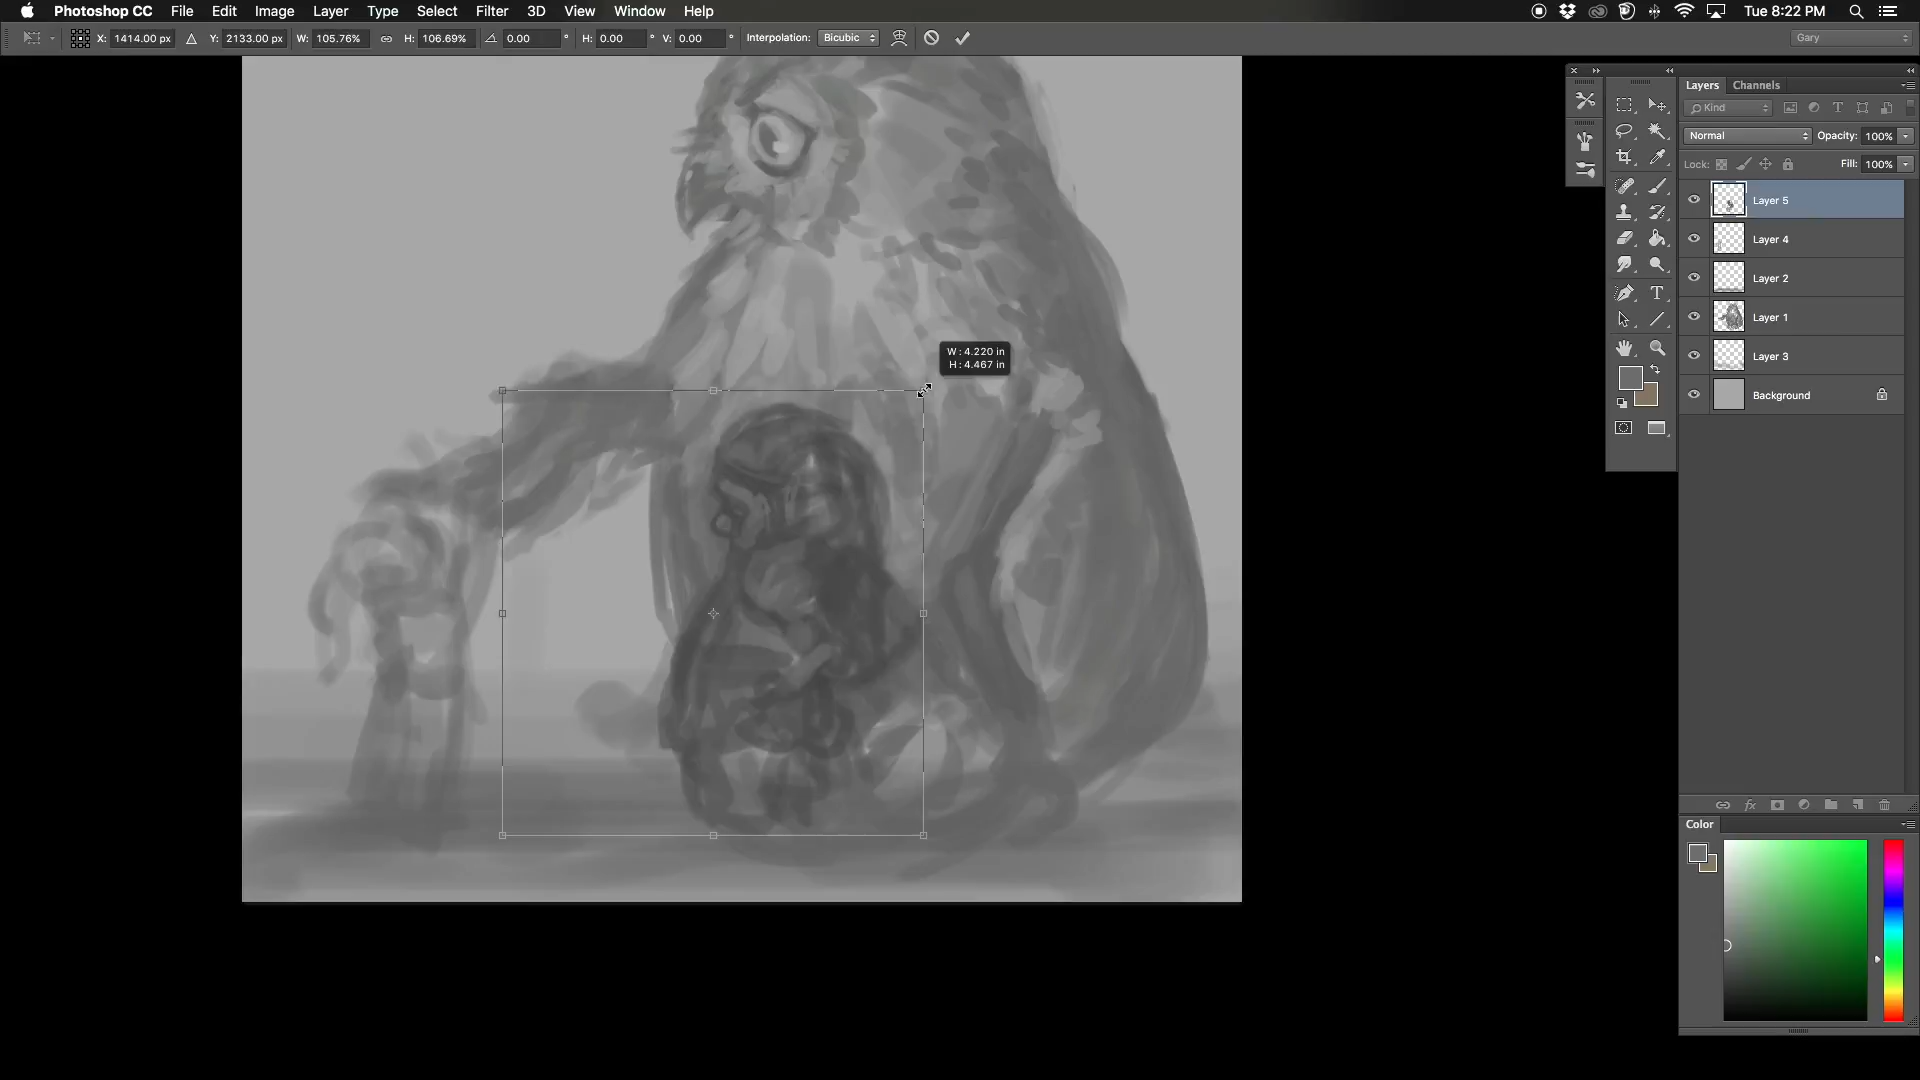 Photoshop CC File Edit Image Layer Type Select Filter 3D View Window Help Tue 8:22 PM
X: 1414.00 px Y: 2133.00 px W: 105.76% H: 106.69% 0.00 ° H: 0.00 ° V: 0.00 ° Interpolation: Bicubic Gary
Layers Channels
Kind T
Normal Opacity: 100%
Lock: Fill: 100%
Layer 5
Layer 4
Layer 2
Layer 1
Layer 3
Background
T
W : 4.220 in
H : 4.467 in
fx
Color